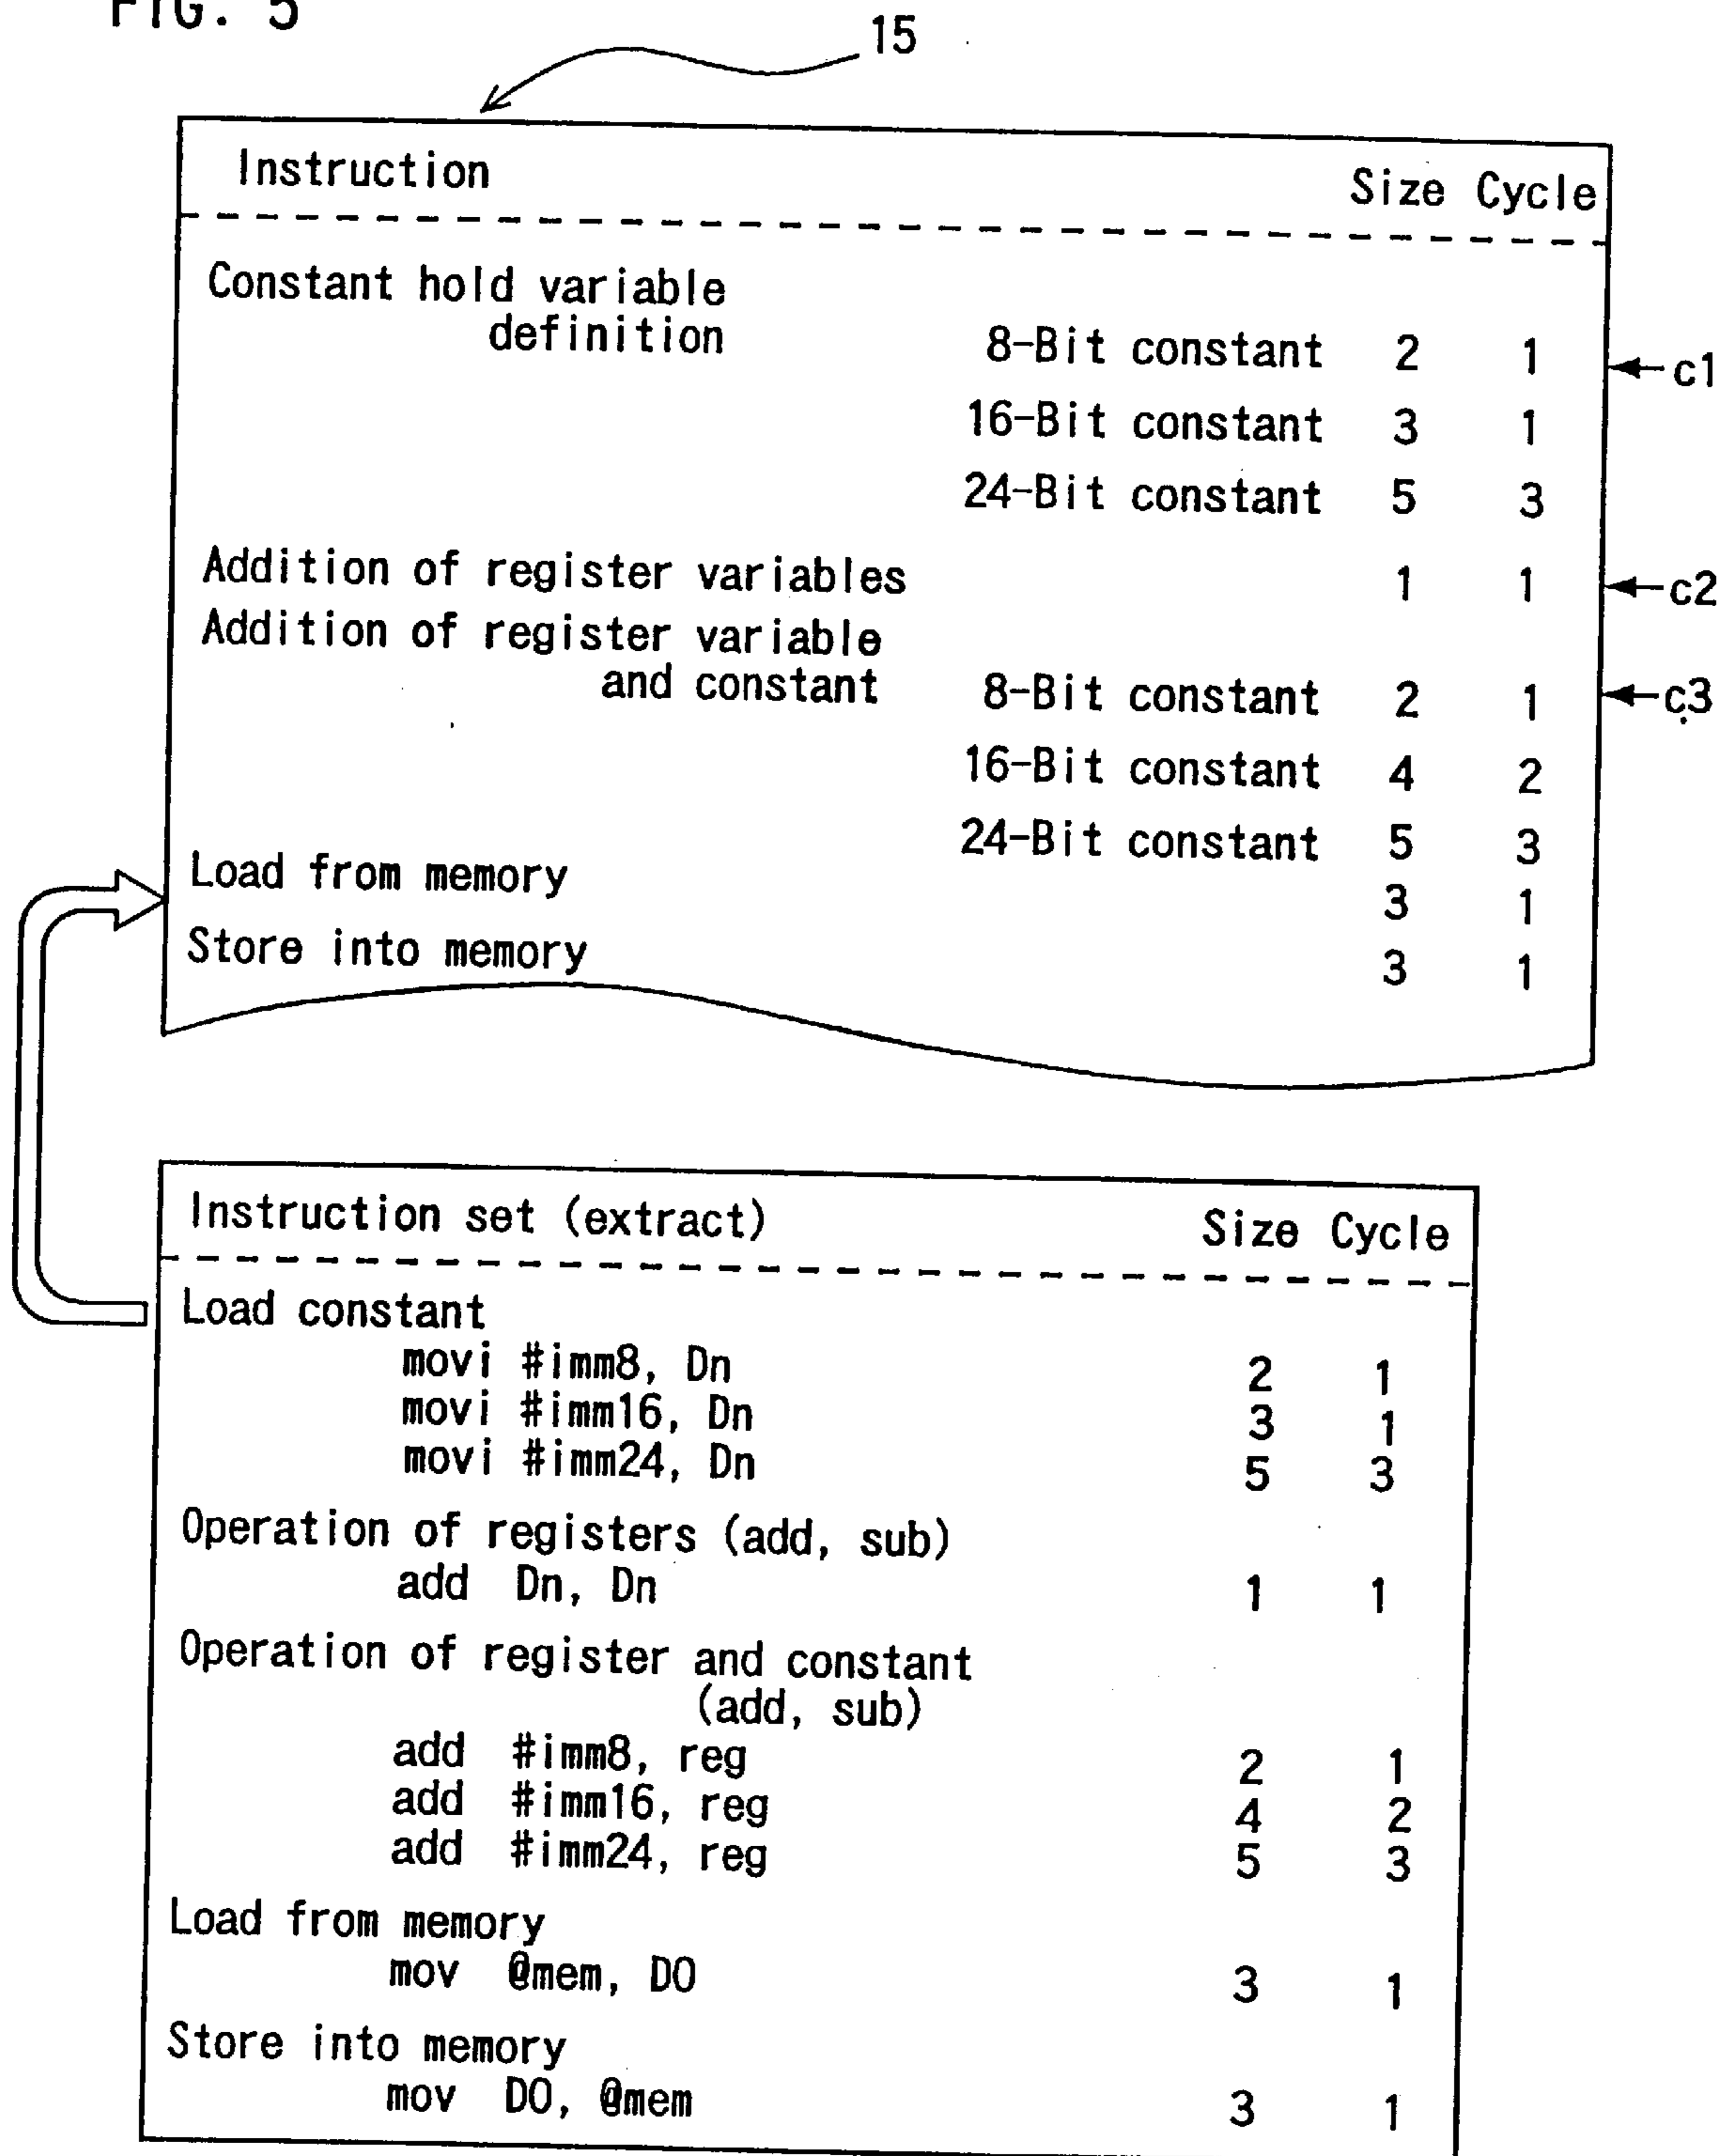 FIG. 5
15
Instruction Size Cycle
Constant hold variable
definition 8-Bit constant 2 1 c1
16-Bit constant 3 1
24-Bit constant 5 3
Addition of register variables 1 1 c2
Addition of register variable
and constant 8-Bit constant 2 1 c3
16-Bit constant 4 2
24-Bit constant 5 3
Load from memory 3 1
Store into memory 3 1
Instruction set (extract) Size Cycle
Load constant
movi #imm8, Dn 2 1
movi #imm16, Dn 3 1
movi #imm24, Dn 5 3
Operation of registers (add, sub)
add Dn, Dn 1 1
Operation of register and constant
(add, sub)
add #imm8, reg 2 1
add #imm16, reg 4 2
add #imm24, reg 5 3
Load from memory
mov @mem, D0 3 1
Store into memory
mov D0, @mem 3 1